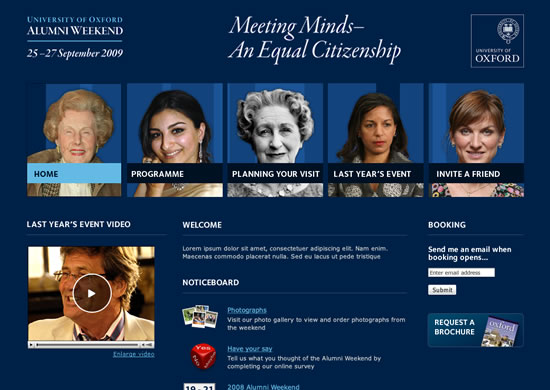 UNIVERSITY OF OXFORD
ALUMNI WEEKEND
25–27 September 2009
Meeting Minds–
An Equal Citizenship
UNIVERSITY OF
OXFORD
HOME
PROGRAMME
PLANNING YOUR VISIT
LAST YEAR'S EVENT
INVITE A FRIEND
LAST YEAR'S EVENT VIDEO
Enlarge video
WELCOME
Lorem ipsum dolor sit amet, consectetuer adipiscing elit. Nam enim.
Maecenas commodo placerat nulla. Sed eu lacus ut pede tristique
NOTICEBOARD
Photographs
Visit our photo gallery to view and order photographs from
the weekend
Yes
Have your say
Tell us what you thought of the Alumni Weekend by
completing our online survey
19-21
2008 Alumni Weekend
BOOKING
Send me an email when
booking opens...
Enter email address
Submit
REQUEST A
BROCHURE
oxford